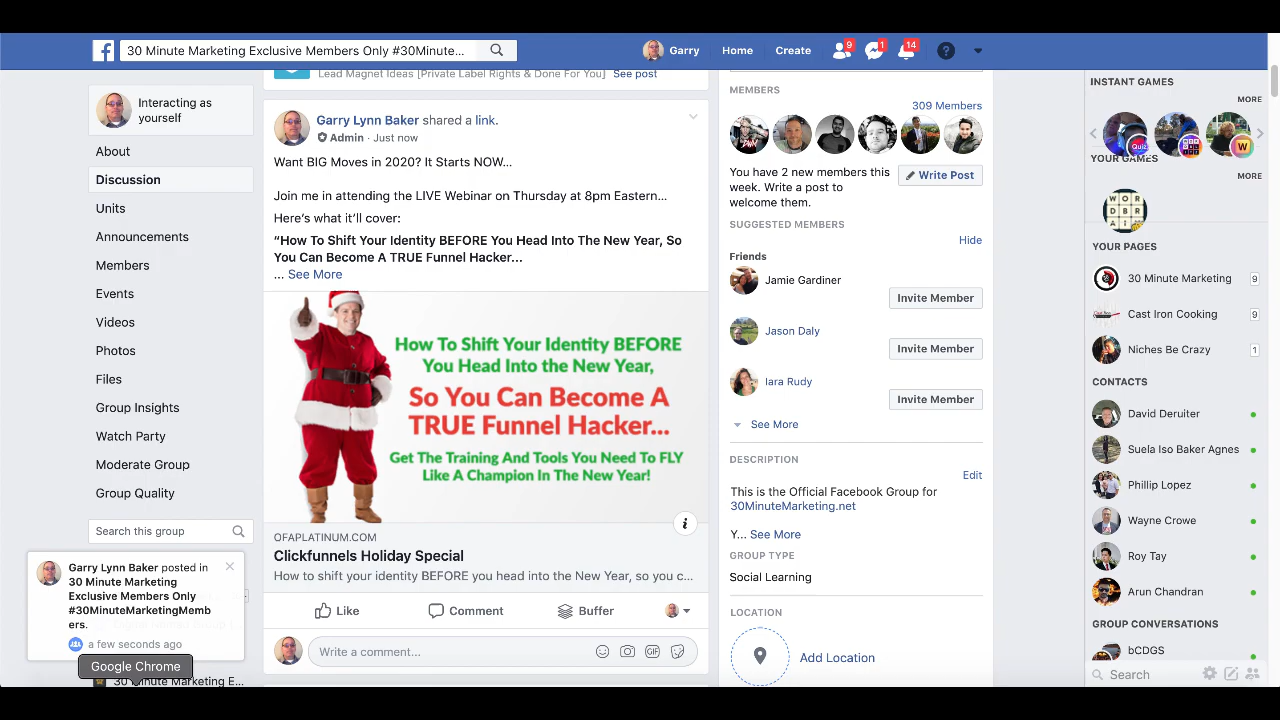 30 Minute Marketing Exclusive Members Only #30Minute...
Garry
Home
Create
9
1
14
?
Interacting as
yourself
About
Discussion
Units
Announcements
Members
Events
Videos
Photos
Files
Group Insights
Watch Party
Moderate Group
Group Quality
Search this group
Garry Lynn Baker posted in
30 Minute Marketing
Exclusive Members Only
#30MinuteMarketingMemb
ers.
a few seconds ago
Google Chrome
30 Minute Marketing E...
Lead Magnet Ideas [Private Label Rights & Done For You] See post
Garry Lynn Baker shared a link.
Admin · Just now
Want BIG Moves in 2020? It Starts NOW...
Join me in attending the LIVE Webinar on Thursday at 8pm Eastern...
Here's what it'll cover:
"How To Shift Your Identity BEFORE You Head Into The New Year, So
You Can Become A TRUE Funnel Hacker...
... See More
How To Shift Your Identity BEFORE
You Head Into the New Year,
So You Can Become A
TRUE Funnel Hacker...
Get The Training And Tools You Need To FLY
Like A Champion In The New Year!
OFAPLATINUM.COM
Clickfunnels Holiday Special
How to shift your identity BEFORE you head into the New Year, so you c...
Like
Comment
Buffer
Write a comment...
GIF
MEMBERS
309 Members
You have 2 new members this
week. Write a post to
welcome them.
Write Post
SUGGESTED MEMBERS
Hide
Friends
Jamie Gardiner
Invite Member
Jason Daly
Invite Member
Iara Rudy
Invite Member
See More
DESCRIPTION
Edit
This is the Official Facebook Group for
30MinuteMarketing.net
Y... See More
GROUP TYPE
Social Learning
LOCATION
Add Location
INSTANT GAMES
MORE
Quiz
W
YOUR GAMES
MORE
WORD
BRA
YOUR PAGES
30 Minute Marketing 9
Cast Iron Cooking 9
Niches Be Crazy 1
CONTACTS
David Deruiter
Suela Iso Baker Agnes
Phillip Lopez
Wayne Crowe
Roy Tay
Arun Chandran
GROUP CONVERSATIONS
bCDGS
Search